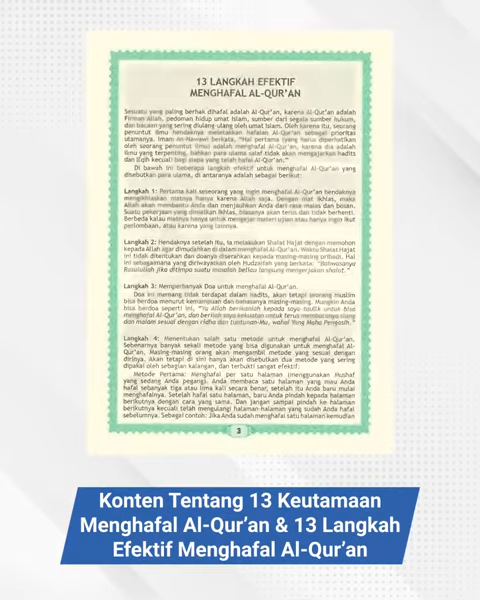 13 LANGKAH EFEKTIF
MENGHAFAL AL-QUR'AN
Sesuatu yang paling berhak dihafal adalah Al-Qur'an, karena Al-Qur'an adalah
Firman Allah, pedoman hidup umat Islam, sumber dari segala sumber hukum,
dan bacaan yang sering diulang-ulang oleh umat Islam. Oleh karena itu, seorang
penuntut ilmu hendaknya meletakkan hafalan Al-Qur'an sebagai prioritas
utamanya. Imam An-Nawawi berkata, "Hal pertama (yang harus diperhatikan
oleh seorang penuntut ilmu) adalah menghafal Al-Qur'an, karena dia adalah
ilmu yang terpenting, bahkan para ulama salaf tidak akan mengajarkan hadits
dan fiqih kecuali bagi siapa yang telah hafal Al-Qur'an."
Di bawah ini beberapa langkah efektif untuk menghafal Al-Qur'an yang
disebutkan para ulama, di antaranya adalah sebagai berikut:
Langkah 1: Pertama kali seseorang yang ingin menghafal Al-Qur'an hendaknya
mengikhlaskan niatnya hanya karena Allah saja. Dengan niat ikhlas, maka
Allah akan membantu Anda dan menjauhkan Anda dari rasa malas dan bosan.
Suatu pekerjaan yang diniatkan ikhlas, biasanya akan terus dan tidak berhenti.
Berbeda kalau niatnya hanya untuk mengejar materi ujian atau hanya ingin ikut
perlombaan, atau karena yang lainnya.
Langkah 2: Hendaknya setelah itu, ia melakukan Shalat Hajat dengan memohon
kepada Allah agar dimudahkan di dalam menghafal Al-Qur'an. Waktu Shalat Hajat
ini tidak ditentukan dan doanya diserahkan kepada masing-masing pribadi. Hal
ini sebagaimana yang diriwayatkan oleh Hudzaifah yang berkata: "Bahwasanya
Rasulullah jika ditimpa suatu masalah beliau langsung mengerjakan shalat."
Langkah 3: Memperbanyak Doa untuk menghafal Al-Qur'an.
Doa ini memang tidak terdapat dalam hadits, akan tetapi seorang muslim
bisa berdoa menurut kemampuan dan bahasanya masing-masing. Mungkin Anda
bisa berdoa seperti ini, "Ya Allah berikanlah kepada saya taufik untuk bisa
menghafal Al-Qur'an, dan berilah saya kekuatan untuk terus membacanya siang
dan malam sesuai dengan ridha dan tuntunan-Mu, wahai Yang Maha Pengasih."
Langkah 4: Menentukan salah satu metode untuk menghafal Al-Qur'an.
Sebenarnya banyak sekali metode yang bisa digunakan untuk menghafal Al-
Qur'an. Masing-masing orang akan mengambil metode yang sesuai dengan
dirinya. Akan tetapi di sini hanya akan disebutkan dua metode yang sering
dipakai oleh sebagian kalangan, dan terbukti sangat efektif:
Metode Pertama: Menghafal per satu halaman (menggunakan Mushaf
yang sedang Anda pegang). Anda membaca satu halaman yang mau Anda
hafal sebanyak tiga atau lima kali secara benar, setelah itu Anda baru mulai
menghafalnya. Setelah hafal satu halaman, baru Anda pindah kepada halaman
berikutnya dengan cara yang sama. Dan jangan sampai pindah ke halaman
berikutnya kecuali telah mengulangi halaman-halaman yang sudah Anda hafal
sebelumnya. Sebagai contoh: Jika Anda sudah menghafal satu halaman kemudian
3
Konten Tentang 13 Keutamaan
Menghafal Al-Qur'an & 13 Langkah
Efektif Menghafal Al-Qur'an